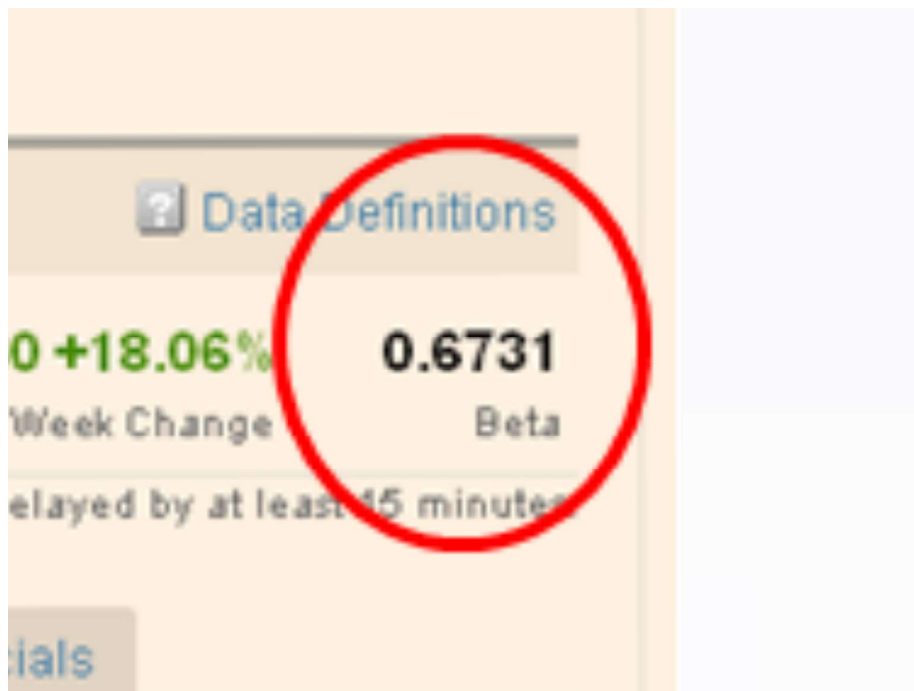 ? Data Definitions
0 +18.06% 0.6731
Week Change Beta
elayed by at least 15 minutes
cials